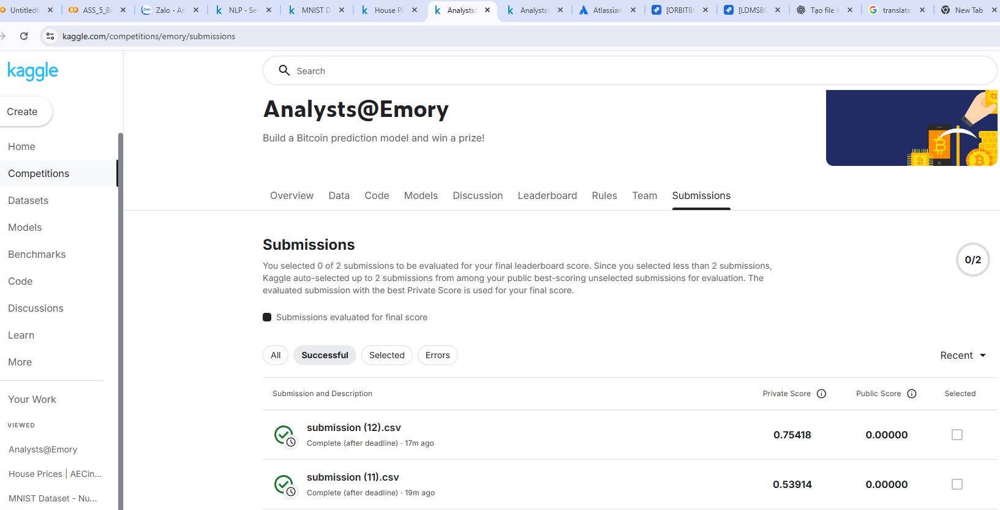 Untitled6
ASS_5_Bi
Zalo - An
NLP - Se
MNIST D
House Pr
Analysts@
Analysts@
Atlassian
[ORBITBO
[LDMSBO
Tạo file V
translate
New Tab
kaggle.com/competitions/emory/submissions
kaggle
Search
Create
Analysts@Emory
Build a Bitcoin prediction model and win a prize!
Home
Competitions
Datasets
Models
Benchmarks
Code
Discussions
Learn
More
Your Work
VIEWED
Analysts@Emory
House Prices | AECin...
MNIST Dataset - Nu...
Overview Data Code Models Discussion Leaderboard Rules Team Submissions
Submissions
0/2
You selected 0 of 2 submissions to be evaluated for your final leaderboard score. Since you selected less than 2 submissions,
Kaggle auto-selected up to 2 submissions from among your public best-scoring unselected submissions for evaluation. The
evaluated submission with the best Private Score is used for your final score.
Submissions evaluated for final score
All Successful Selected Errors Recent
Submission and Description Private Score Public Score Selected
submission (12).csv
Complete (after deadline) · 17m ago
0.75418 0.00000
submission (11).csv
Complete (after deadline) · 19m ago
0.53914 0.00000